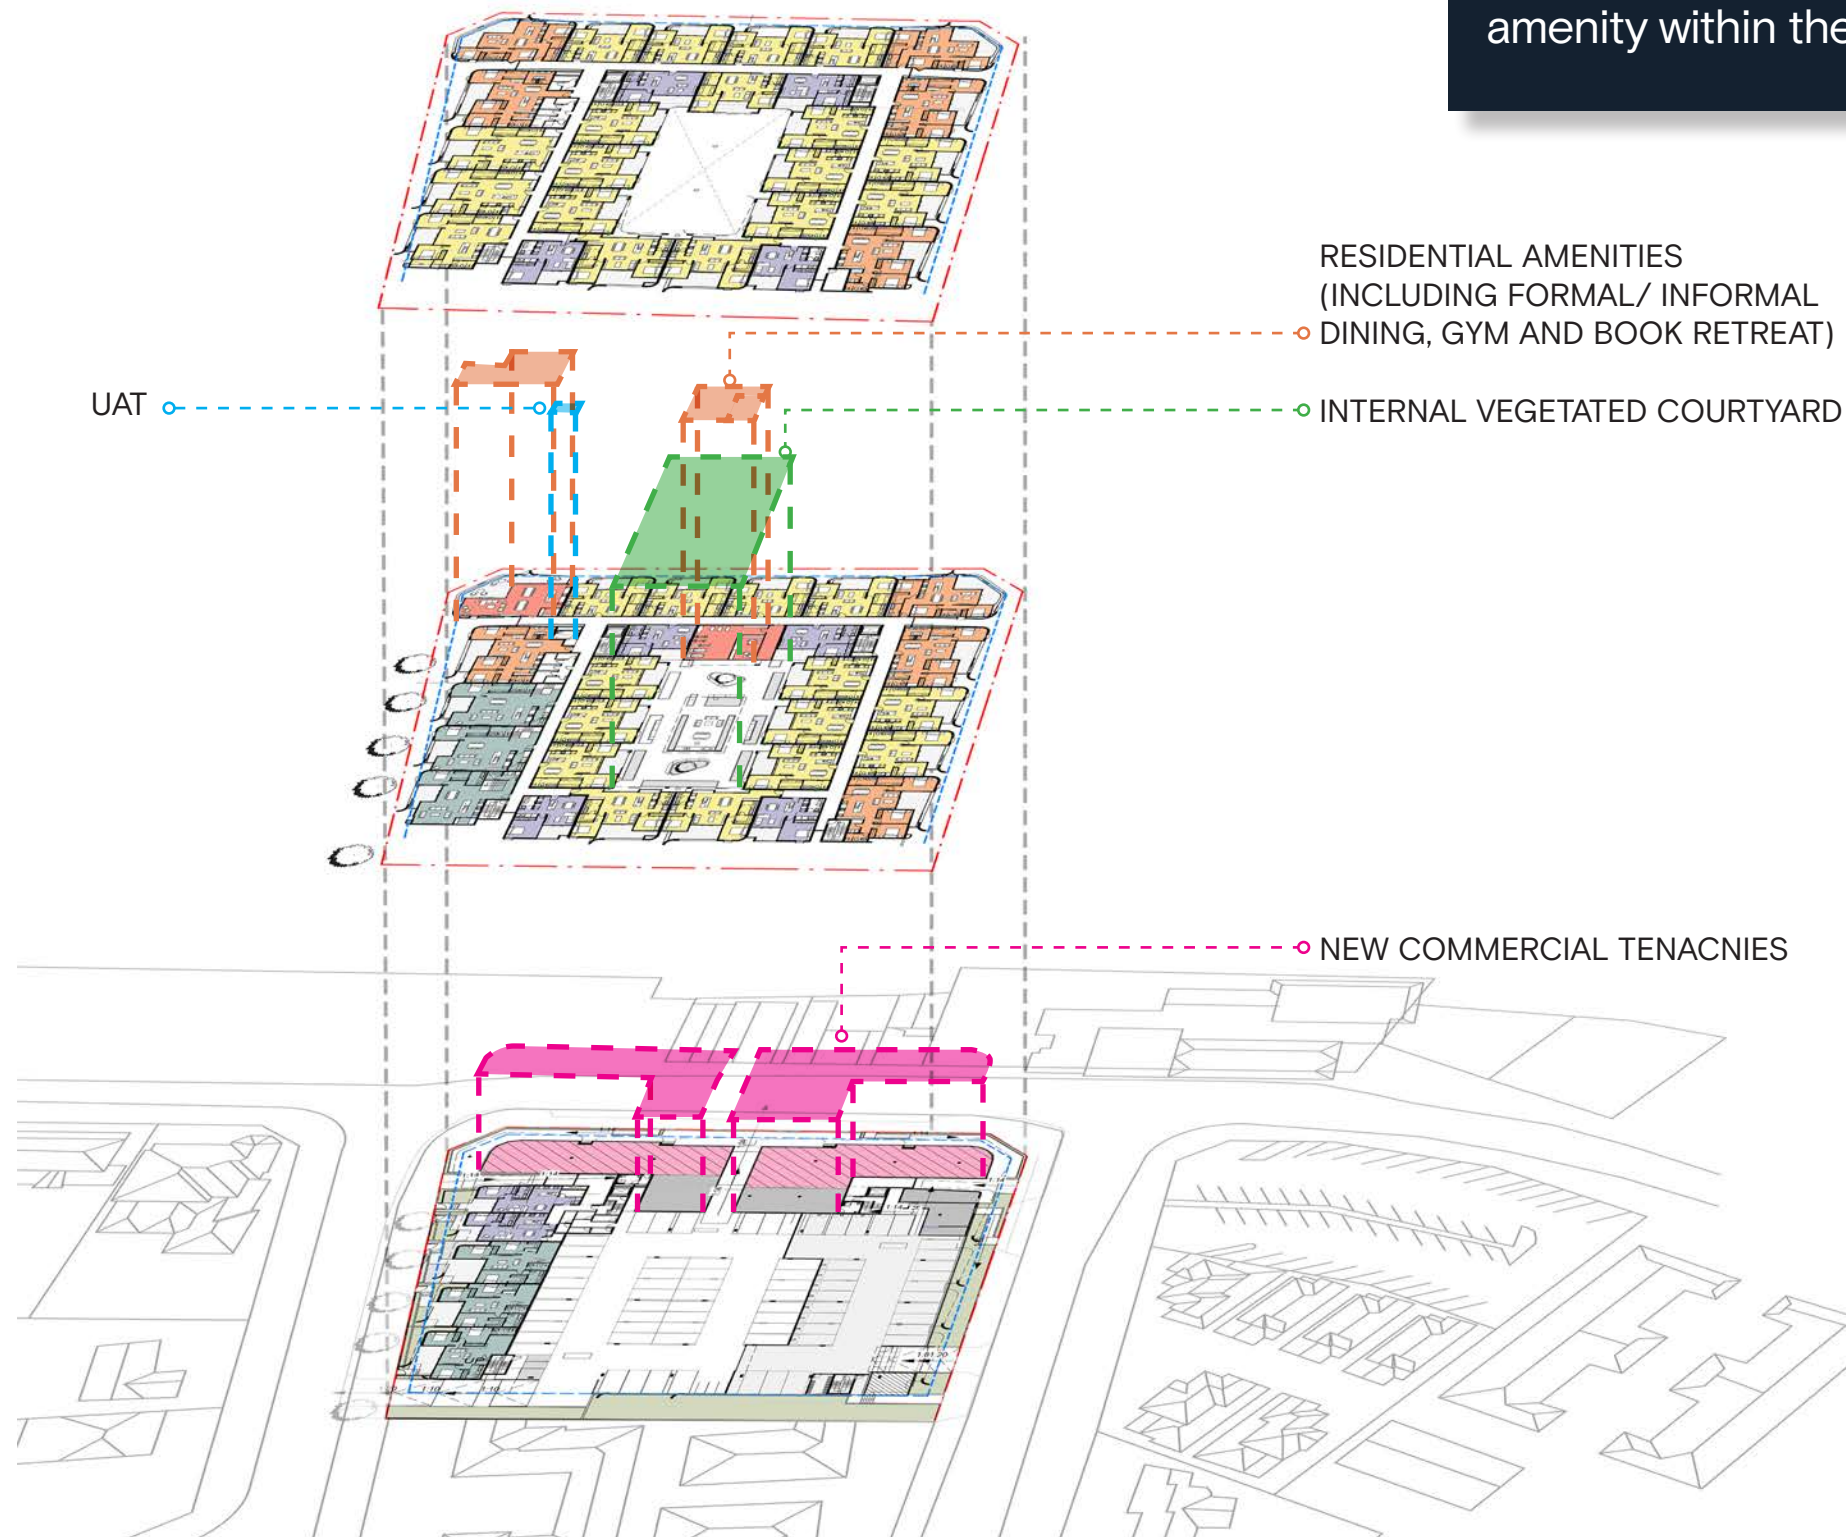 amenity within the
RESIDENTIAL AMENITIES
(INCLUDING FORMAL/ INFORMAL
DINING, GYM AND BOOK RETREAT)
UAT
INTERNAL VEGETATED COURTYARD
NEW COMMERCIAL TENACNIES